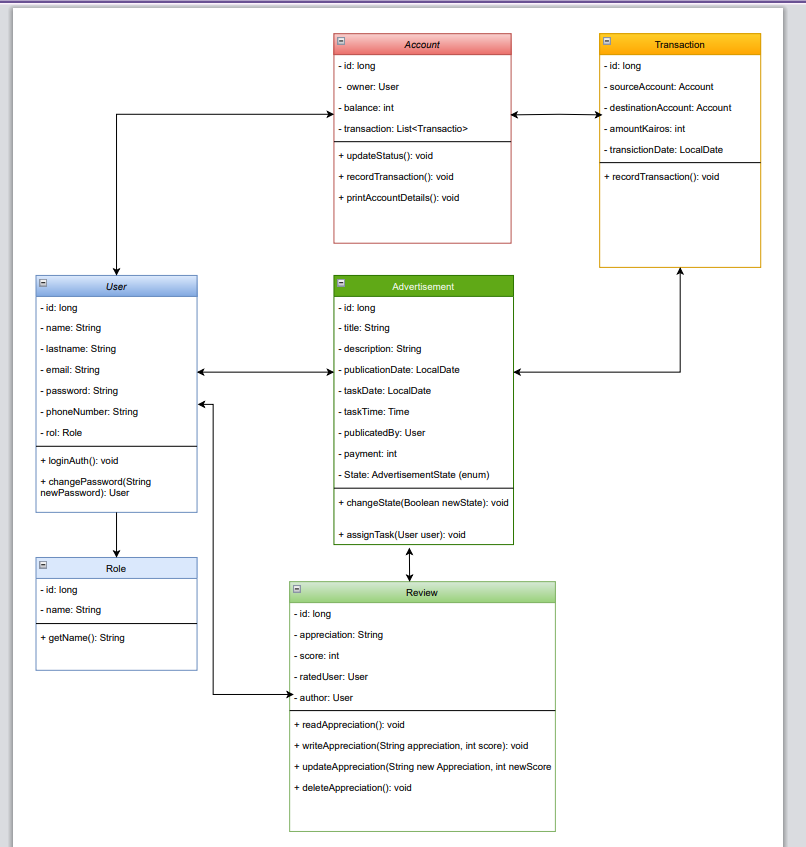 Account
- id: long
- owner: User
- balance: int
- transaction: List<Transactio>
+ updateStatus(): void
+ recordTransaction(): void
+ printAccountDetails(): void
Transaction
- id: long
- sourceAccount: Account
- destinationAccount: Account
- amountKairos: int
- transictionDate: LocalDate
+ recordTransaction(): void
User
- id: long
- name: String
- lastname: String
- email: String
- password: String
- phoneNumber: String
- rol: Role
+ loginAuth(): void
+ changePassword(String
newPassword): User
Advertisement
- id: long
- title: String
- description: String
- publicationDate: LocalDate
- taskDate: LocalDate
- taskTime: Time
- publicatedBy: User
- payment: int
- State: AdvertisementState (enum)
+ changeState(Boolean newState): void
+ assignTask(User user): void
Role
- id: long
- name: String
+ getName(): String
Review
- id: long
- appreciation: String
- score: int
- ratedUser: User
- author: User
+ readAppreciation(): void
+ writeAppreciation(String appreciation, int score): void
+ updateAppreciation(String new Appreciation, int newScore
+ deleteAppreciation(): void